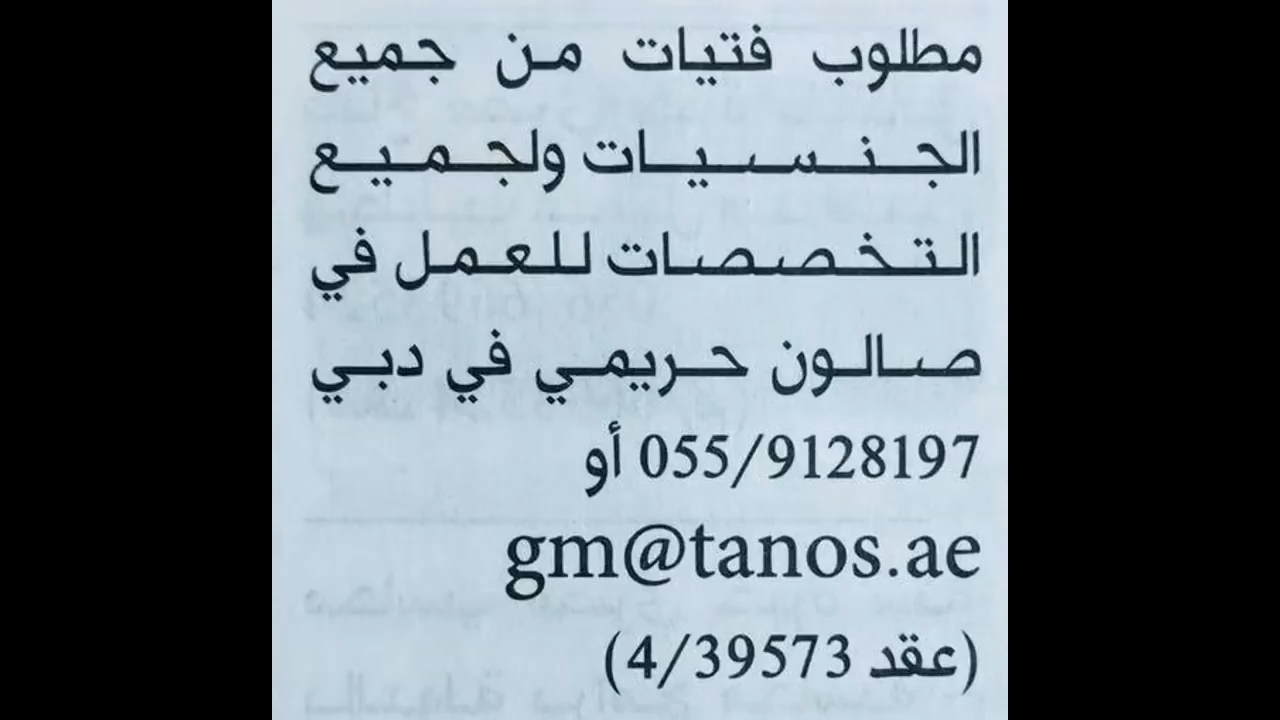 مطلوب فتيات من جميع
الجنسيات ولجميع
التخصصات للعمل في
صالون حريمي في دبي
055/9128197 أو
gm@tanos.ae
(عقد 4/39573)